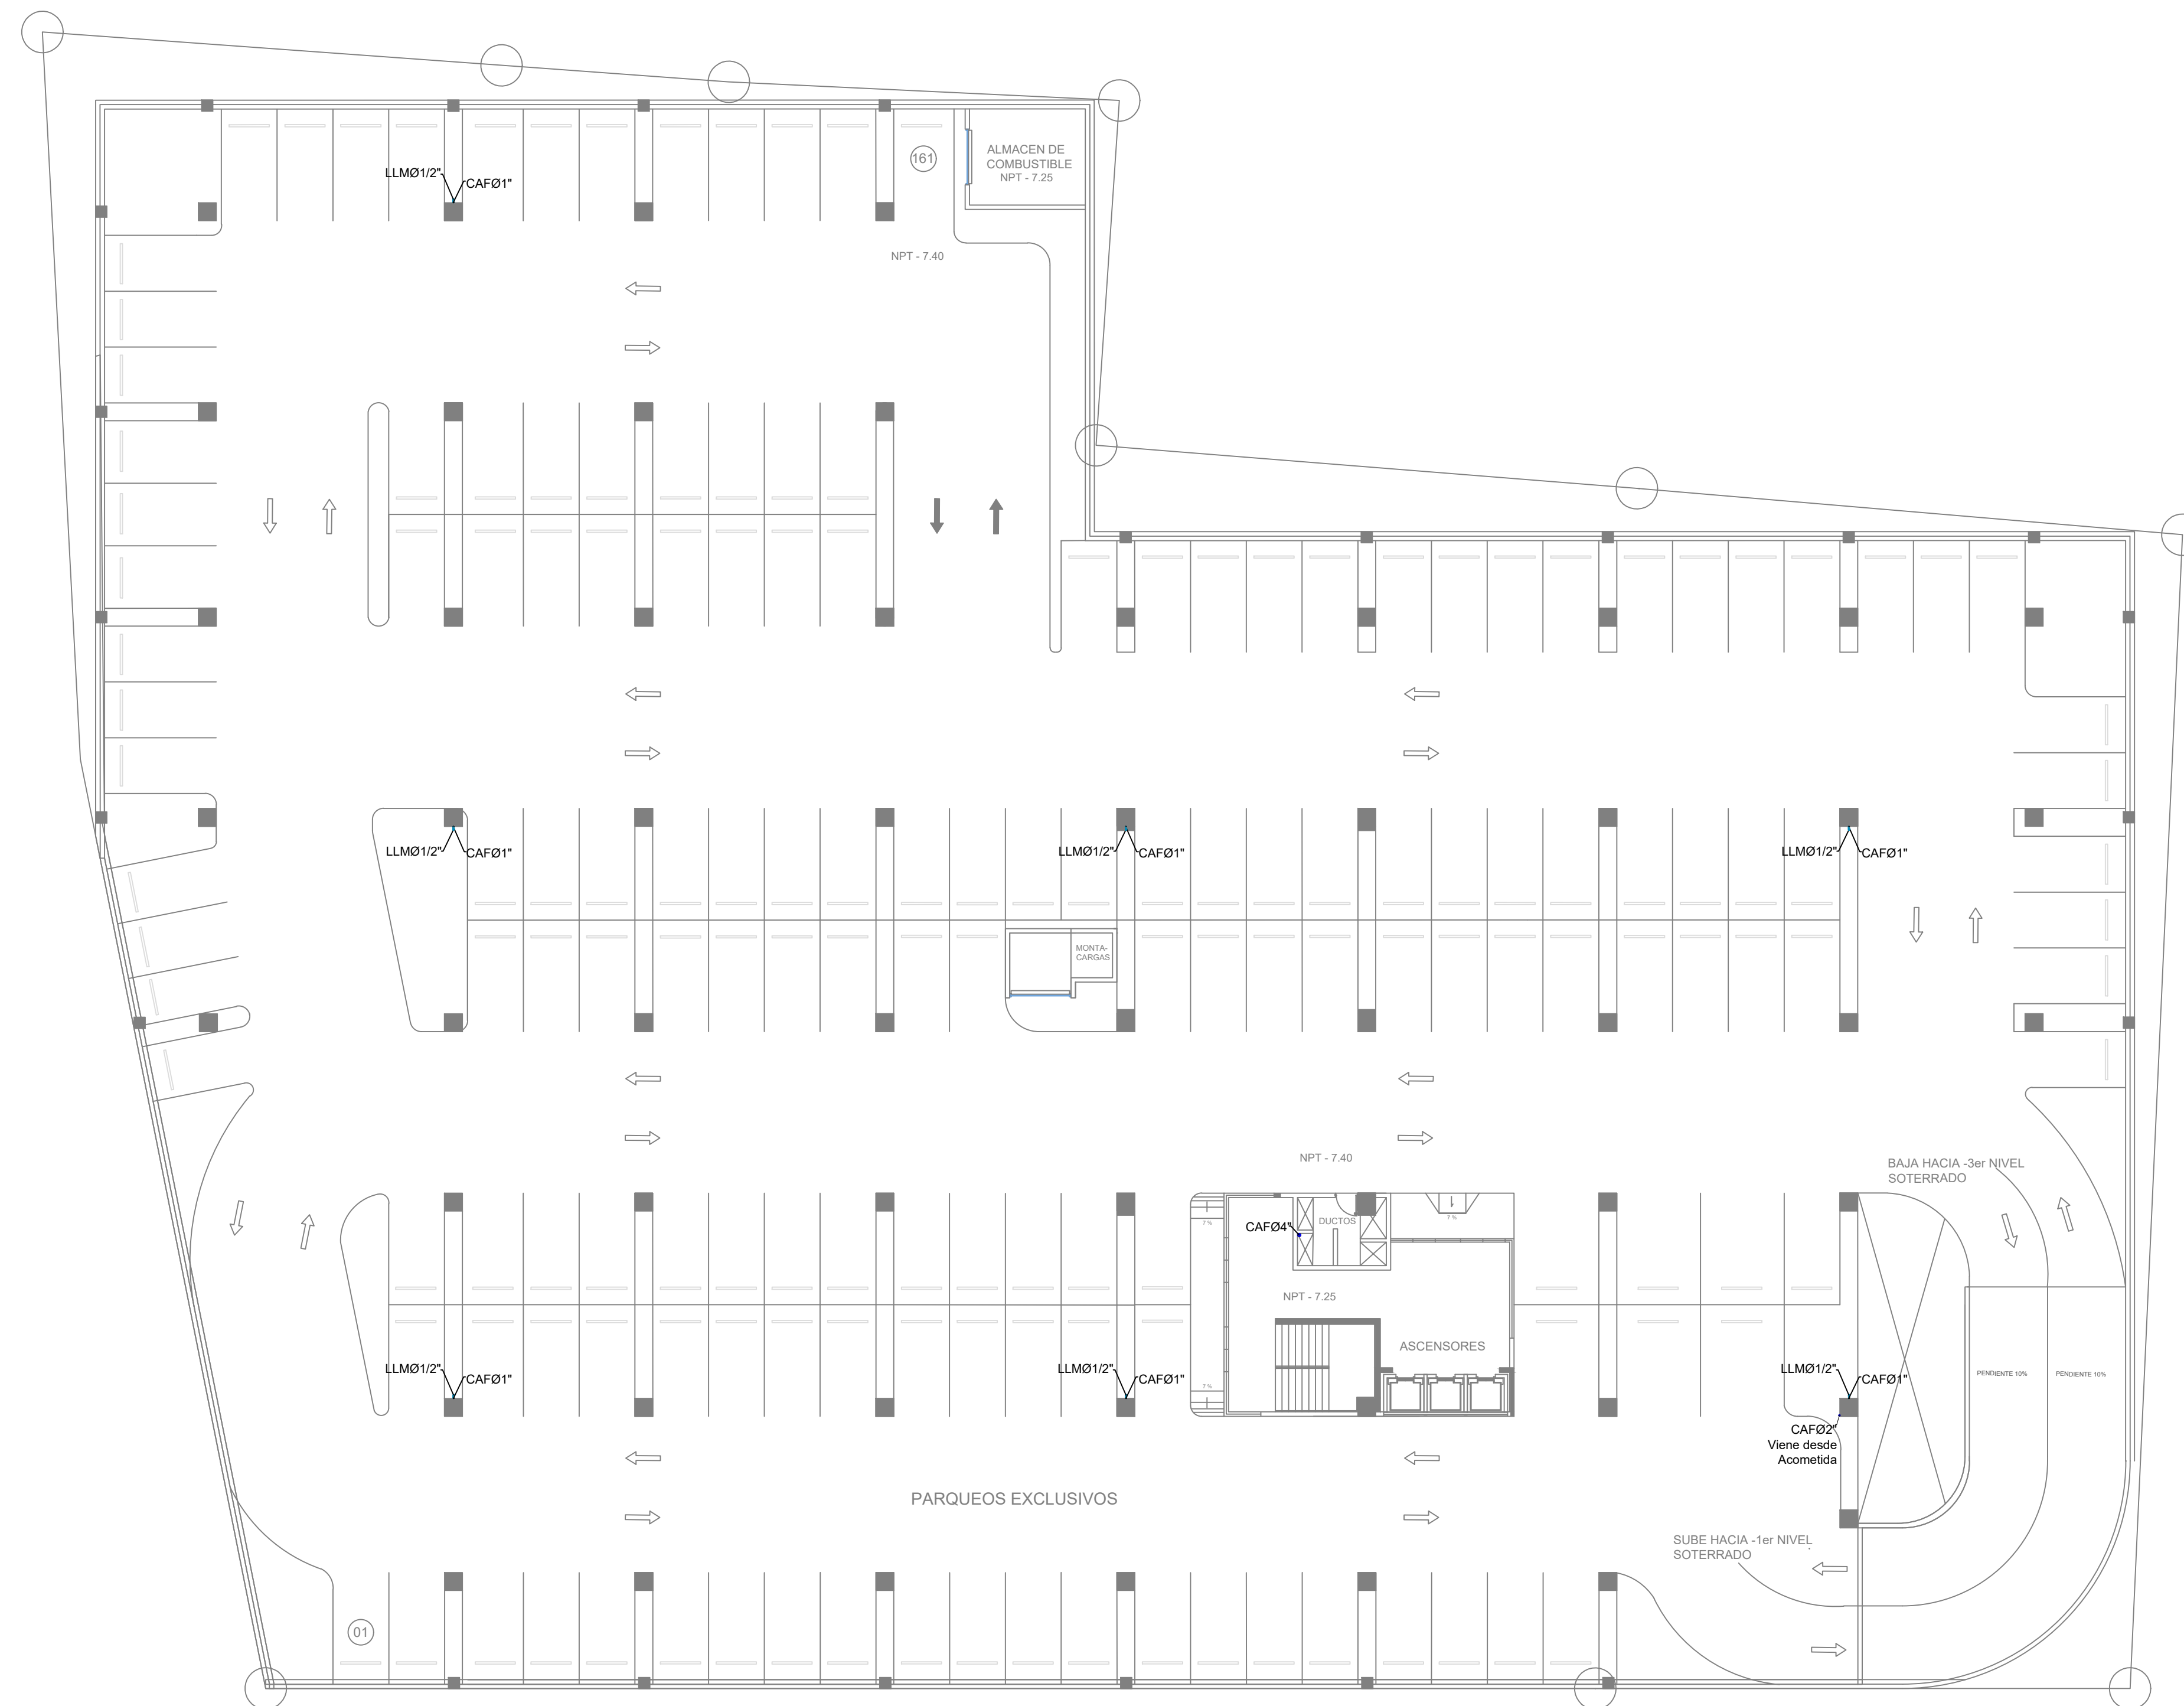 161
ALMACEN DE
COMBUSTIBLE
NPT - 7.25
LLMØ1/2"
CAFØ1"
NPT - 7.40
LLMØ1/2"
CAFØ1"
LLMØ1/2"
CAFØ1"
LLMØ1/2"
CAFØ1"
MONTA-
CARGAS
NPT - 7.40
BAJA HACIA -3er NIVEL
SOTERRADO
7 %
CAFØ4"
DUCTOS
7 %
NPT - 7.25
ASCENSORES
LLMØ1/2"
CAFØ1"
LLMØ1/2"
CAFØ1"
7 %
LLMØ1/2"
CAFØ1"
PENDIENTE 10%
PENDIENTE 10%
CAFØ2"
Viene desde
Acometida
PARQUEOS EXCLUSIVOS
SUBE HACIA -1er NIVEL
SOTERRADO
01